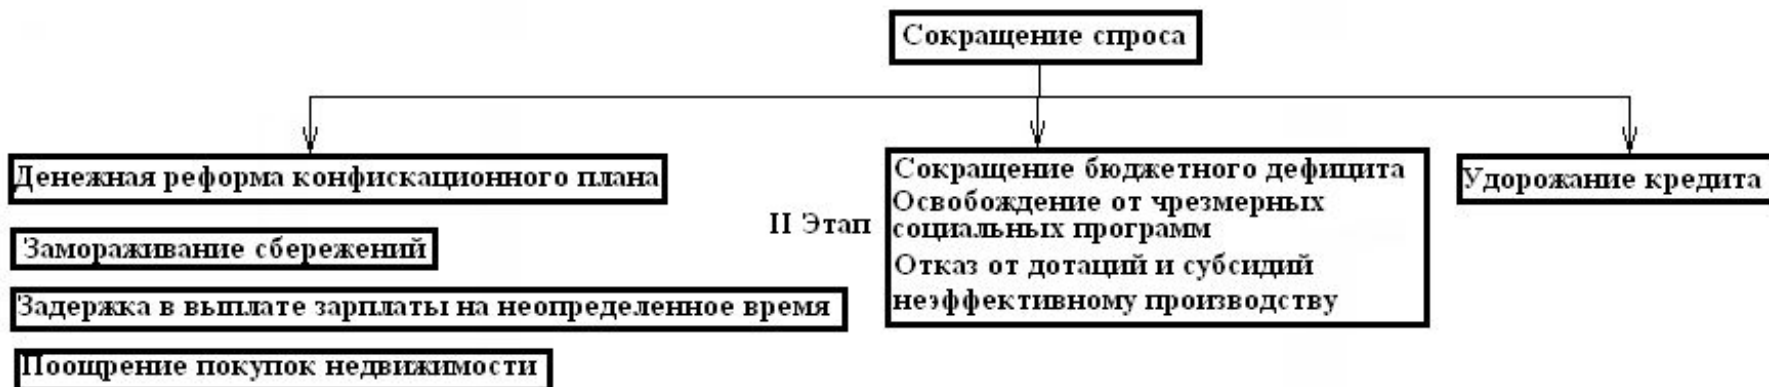 Сокращение спроса
Денежная реформа конфискационного плана
Замораживание сбережений
Задержка в выплате зарплаты на неопределенное время
Поощрение покупок недвижимости
II Этап
Сокращение бюджетного дефицита
Освобождение от чрезмерных
социальных программ
Отказ от дотаций и субсидий
неэффективному производству
Удорожание кредита